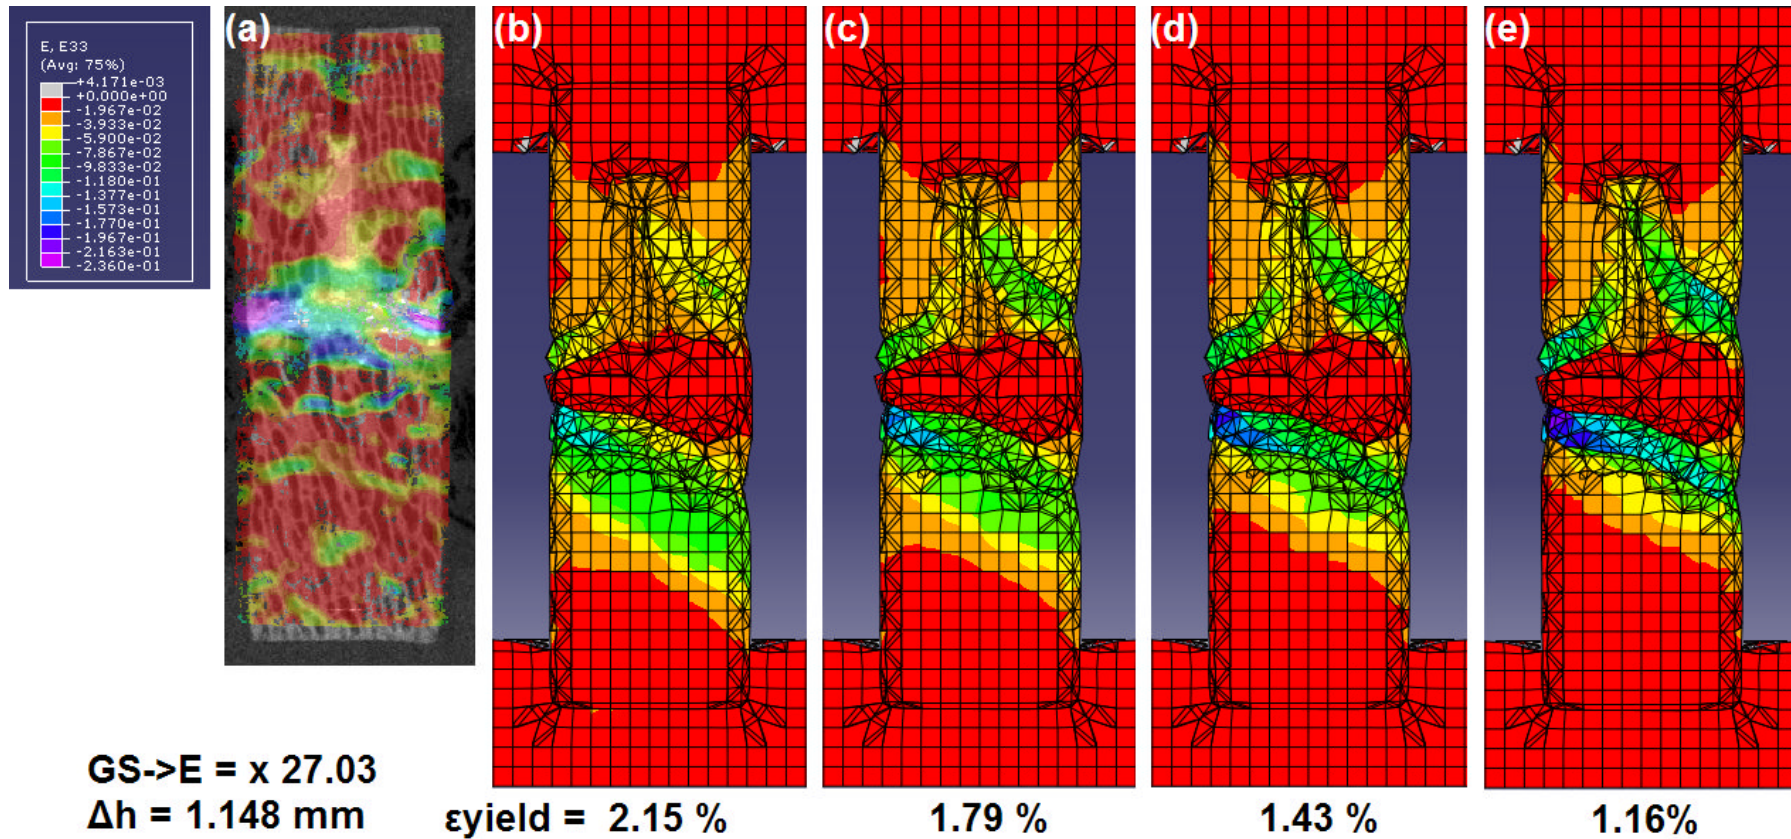 E, E33
(Avg: 75%)
+4.171e-03
+0.000e+00
-1.967e-02
-3.933e-02
-5.900e-02
-7.867e-02
-9.833e-02
-1.180e-01
-1.377e-01
-1.573e-01
-1.770e-01
-1.967e-01
-2.163e-01
-2.360e-01
(a)
(b)
(c)
(d)
(e)
GS->E = x 27.03
Δh = 1.148 mm
εyield = 2.15 %
1.79 %
1.43 %
1.16%